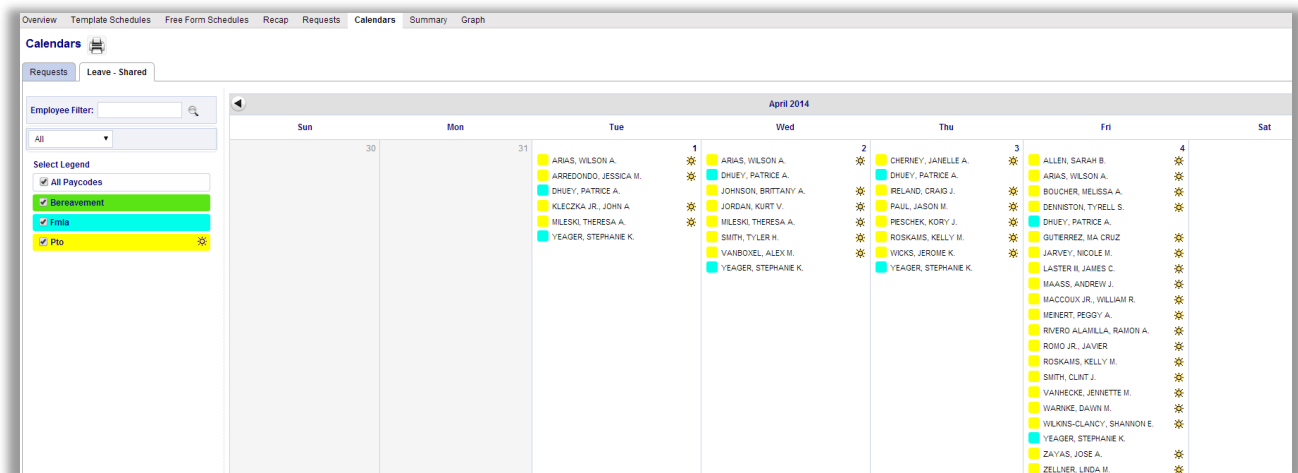 Overview Template Schedules Free Form Schedules Recap Requests Calendars Summary Graph
Calendars
Requests Leave - Shared
Employee Filter:
All
Select Legend
All Paycodes
Bereavement
Fmla
Pto
April 2014
Sun Mon Tue Wed Thu Fri Sat
30
31
1
ARIAS, WILSON A.
ARREDONDO, JESSICA M.
DHUEY, PATRICE A.
KLECZKA JR., JOHN A
MILESKI, THERESA A.
YEAGER, STEPHANIE K.
2
ARIAS, WILSON A.
DHUEY, PATRICE A.
JOHNSON, BRITTANY A.
JORDAN, KURT V.
MILESKI, THERESA A.
SMITH, TYLER H.
VANBOXEL, ALEX M.
YEAGER, STEPHANIE K.
3
CHERNEY, JANELLE A.
DHUEY, PATRICE A.
IRELAND, CRAIG J.
PAUL, JASON M.
PIESCHEK, KORY J.
ROSKAMS, KELLY M.
WICKS, JEROME K.
YEAGER, STEPHANIE K.
4
ALLEN, SARAH B.
ARIAS, WILSON A.
BOUCHER, MELISSA A.
DENNISTON, TYRELL S.
DHUEY, PATRICE A.
GUTIERREZ, MA CRUZ
JARVEY, NICOLE M.
LASTER III, JAMES C.
MAASS, ANDREW J.
MACCOUX JR., WILLIAM R.
MEINERT, PEGGY A.
RIVERO ALAMILLA, RAMON A.
ROMO JR., JAVIER
ROSKAMS, KELLY M.
SMITH, CLINT J.
VANHECKE, JENNETTE M.
WARNKE, DAWN M.
WILKINS-CLANCY, SHANNON E.
YEAGER, STEPHANIE K.
ZAYAS, JOSE A.
ZELLNER, LINDA M.